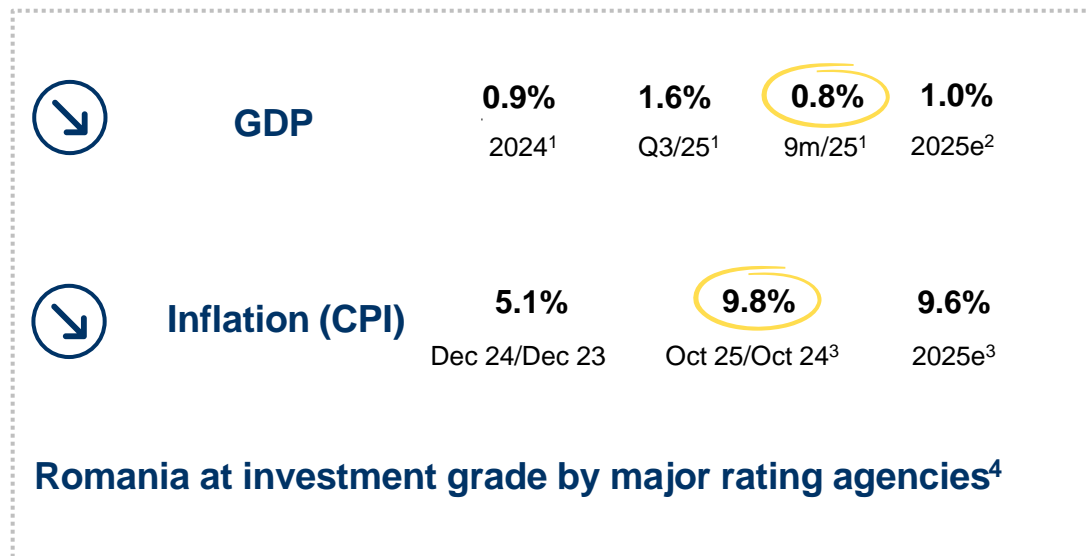 GDP
0.9% 1.6% 0.8% 1.0%
2024¹ Q3/25¹ 9m/25¹ 2025e²
Inflation (CPI)
5.1% 9.8% 9.6%
Dec 24/Dec 23 Oct 25/Oct 24³ 2025e³
Romania at investment grade by major rating agencies⁴